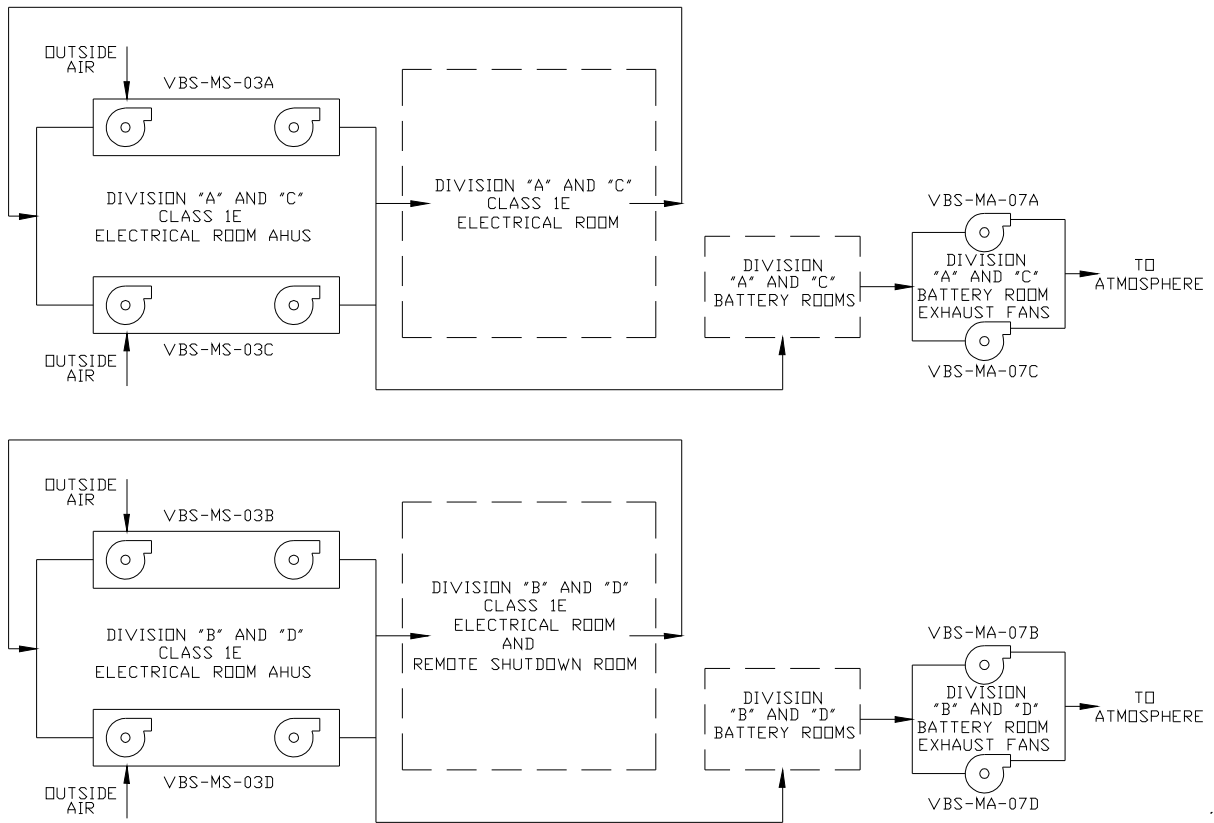 OUTSIDE
AIR
VBS-MS-03A
DIVISION "A" AND "C"
CLASS 1E
ELECTRICAL ROOM AHUS
VBS-MS-03C
OUTSIDE
AIR
DIVISION "A" AND "C"
CLASS 1E
ELECTRICAL ROOM
DIVISION
"A" AND "C"
BATTERY ROOMS
VBS-MA-07A
DIVISION
"A" AND "C"
BATTERY ROOM
EXHAUST FANS
VBS-MA-07C
TO
ATMOSPHERE
OUTSIDE
AIR
VBS-MS-03B
DIVISION "B" AND "D"
CLASS 1E
ELECTRICAL ROOM AHUS
VBS-MS-03D
OUTSIDE
AIR
DIVISION "B" AND "D"
CLASS 1E
ELECTRICAL ROOM
AND
REMOTE SHUTDOWN ROOM
DIVISION
"B" AND "D"
BATTERY ROOMS
VBS-MA-07B
DIVISION
"B" AND "D"
BATTERY ROOM
EXHAUST FANS
VBS-MA-07D
TO
ATMOSPHERE